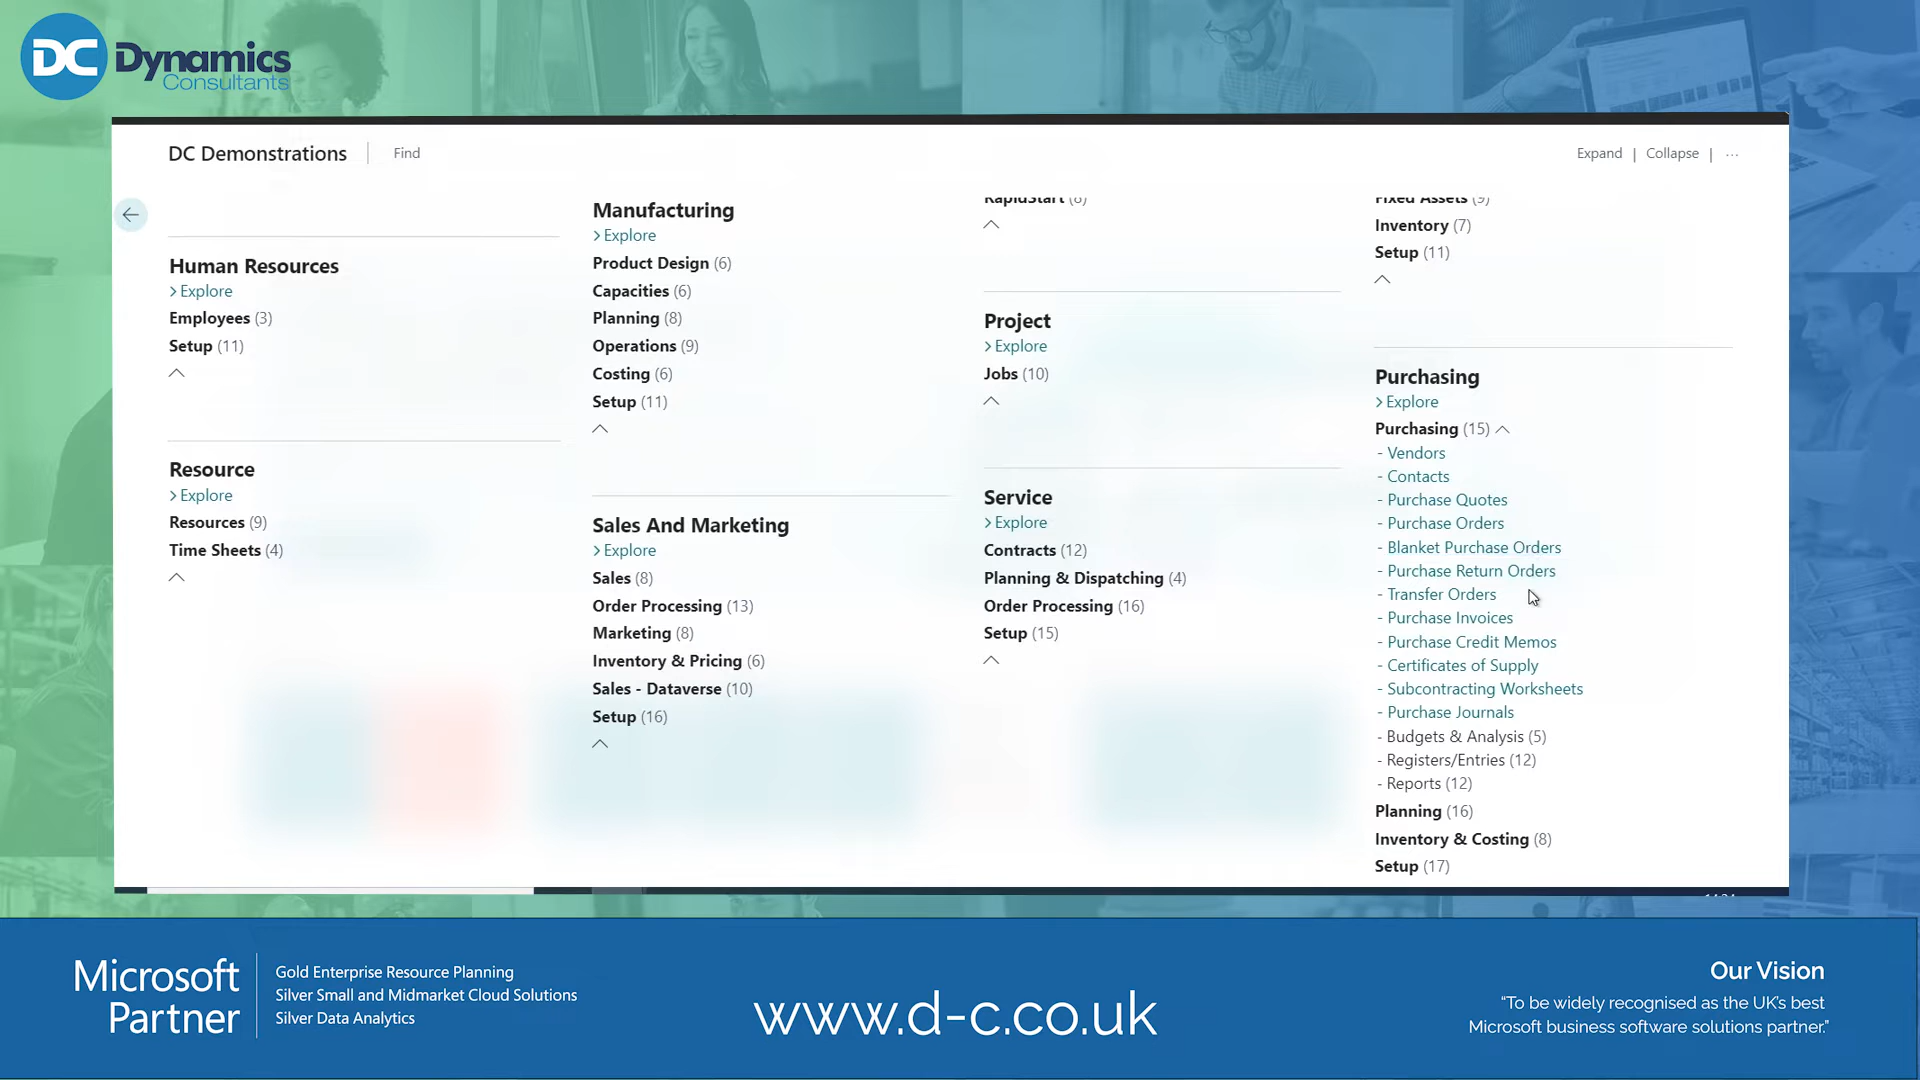 DC Dynamics
Consultants
DC Demonstrations
Find
Expand | Collapse | ...
Human Resources
Explore
Employees (3)
Setup (11)
Resource
Explore
Resources (9)
Time Sheets (4)
Manufacturing
Explore
Product Design (6)
Capacities (6)
Planning (8)
Operations (9)
Costing (6)
Setup (11)
Sales And Marketing
Explore
Sales (8)
Order Processing (13)
Marketing (8)
Inventory & Pricing (6)
Sales - Dataverse (10)
Setup (16)
RapidStart (8)
Project
Explore
Jobs (10)
Service
Explore
Contracts (12)
Planning & Dispatching (4)
Order Processing (16)
Setup (15)
Fixed Assets (9)
Inventory (7)
Setup (11)
Purchasing
Explore
Purchasing (15)
- Vendors
- Contacts
- Purchase Quotes
- Purchase Orders
- Blanket Purchase Orders
- Purchase Return Orders
- Transfer Orders
- Purchase Invoices
- Purchase Credit Memos
- Certificates of Supply
- Subcontracting Worksheets
- Purchase Journals
- Budgets & Analysis (5)
- Registers/Entries (12)
- Reports (12)
Planning (16)
Inventory & Costing (8)
Setup (17)
Microsoft
Partner
Gold Enterprise Resource Planning
Silver Small and Midmarket Cloud Solutions
Silver Data Analytics
www.d-c.co.uk
Our Vision
“To be widely recognised as the UK’s best
Microsoft business software solutions partner.”